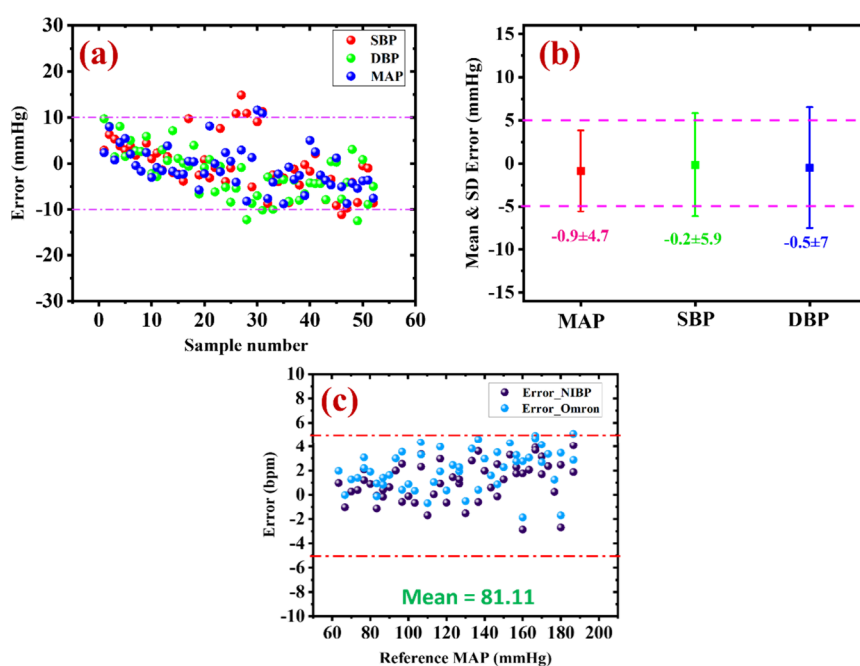 (a)
SBP
DBP
MAP
30
20
10
0
-10
-20
-30
0 10 20 30 40 50 60
Error (mmHg)
Sample number
(b)
15
10
5
0
-5
-10
-15
-0.9±4.7
-0.2±5.9
-0.5±7
MAP SBP DBP
Mean & SD Error (mmHg)
(c)
Error_NIBP
Error_Omron
10
8
6
4
2
0
-2
-4
-6
-8
-10
Mean = 81.11
60 80 100 120 140 160 180 200
Error (bpm)
Reference MAP (mmHg)